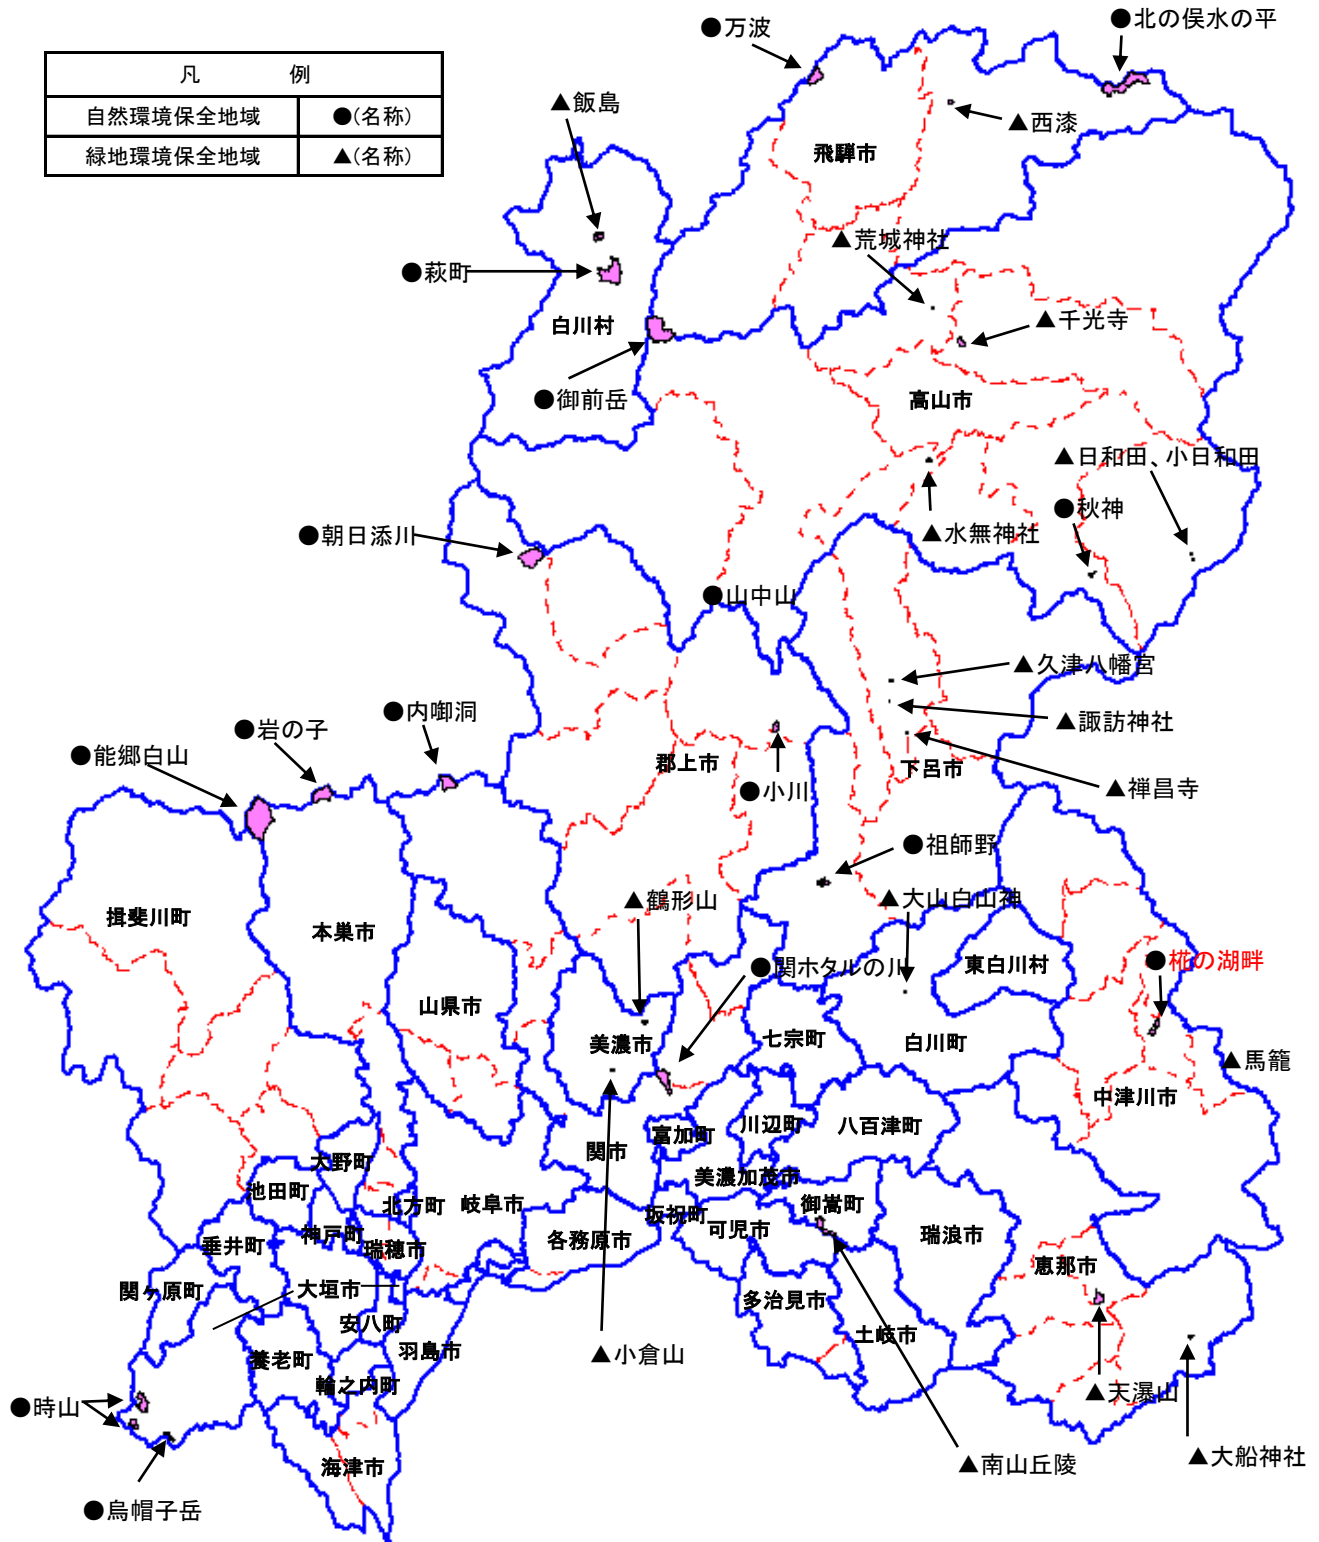 凡 例
自然環境保全地域 ●(名称)
緑地環境保全地域 ▲(名称)
●万波
●北の俣水の平
▲飯島
▲西漆
飛騨市
▲荒城神社
●萩町
白川村
▲千光寺
●御前岳
高山市
▲日和田、小日和田
●秋神
●朝日添川
▲水無神社
●山中山
▲久津八幡宮
●内啣洞
●岩の子
▲諏訪神社
●能郷白山
郡上市
下呂市
●小川
▲禅昌寺
●祖師野
▲鶴形山
▲大山白山神
揖斐川町
本巣市
●関ホタルの川
東白川村
●椛の湖畔
山県市
美濃市
七宗町
白川町
▲馬籠
中津川市
富加町
川辺町
八百津町
関市
大野町
美濃加茂市
池田町
北方町
岐阜市
御嵩町
坂祝町
神戸町
可児市
垂井町
瑞穂市
各務原市
瑞浪市
恵那市
関ヶ原町
大垣市
多治見市
安八町
土岐市
羽島市
▲小倉山
養老町
輪之内町
▲天瀑山
●時山
海津市
▲南山丘陵
▲大船神社
●烏帽子岳